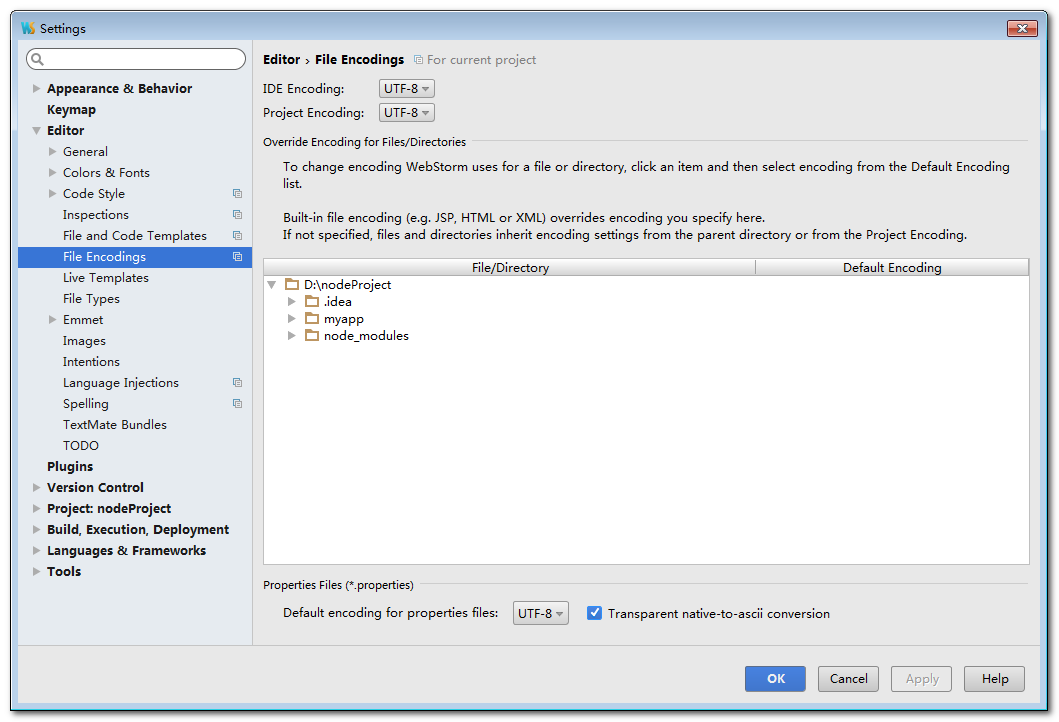 Settings
Appearance & Behavior
Keymap
Editor
General
Colors & Fonts
Code Style
Inspections
File and Code Templates
File Encodings
Live Templates
File Types
Emmet
Images
Intentions
Language Injections
Spelling
TextMate Bundles
TODO
Plugins
Version Control
Project: nodeProject
Build, Execution, Deployment
Languages & Frameworks
Tools
Editor › File Encodings For current project
IDE Encoding: UTF-8
Project Encoding: UTF-8
Override Encoding for Files/Directories
To change encoding WebStorm uses for a file or directory, click an item and then select encoding from the Default Encoding
list.
Built-in file encoding (e.g. JSP, HTML or XML) overrides encoding you specify here.
If not specified, files and directories inherit encoding settings from the parent directory or from the Project Encoding.
File/Directory Default Encoding
D:\nodeProject
.idea
myapp
node_modules
Properties Files (*.properties)
Default encoding for properties files: UTF-8 Transparent native-to-ascii conversion
OK Cancel Apply Help